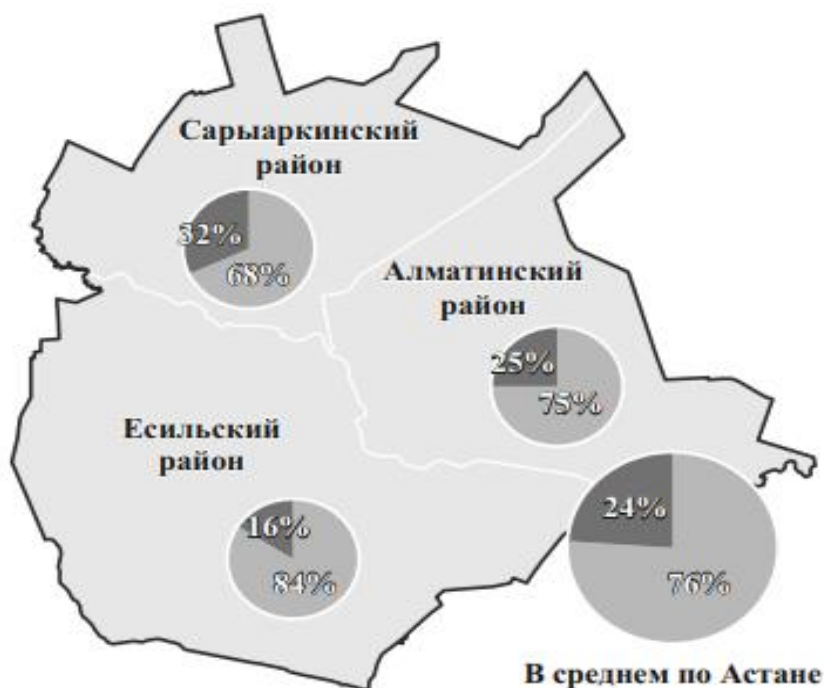 Сарыаркинский
район
32%
68%
Алматинский
район
25%
75%
Есильский
район
16%
84%
24%
76%
В среднем по Астане